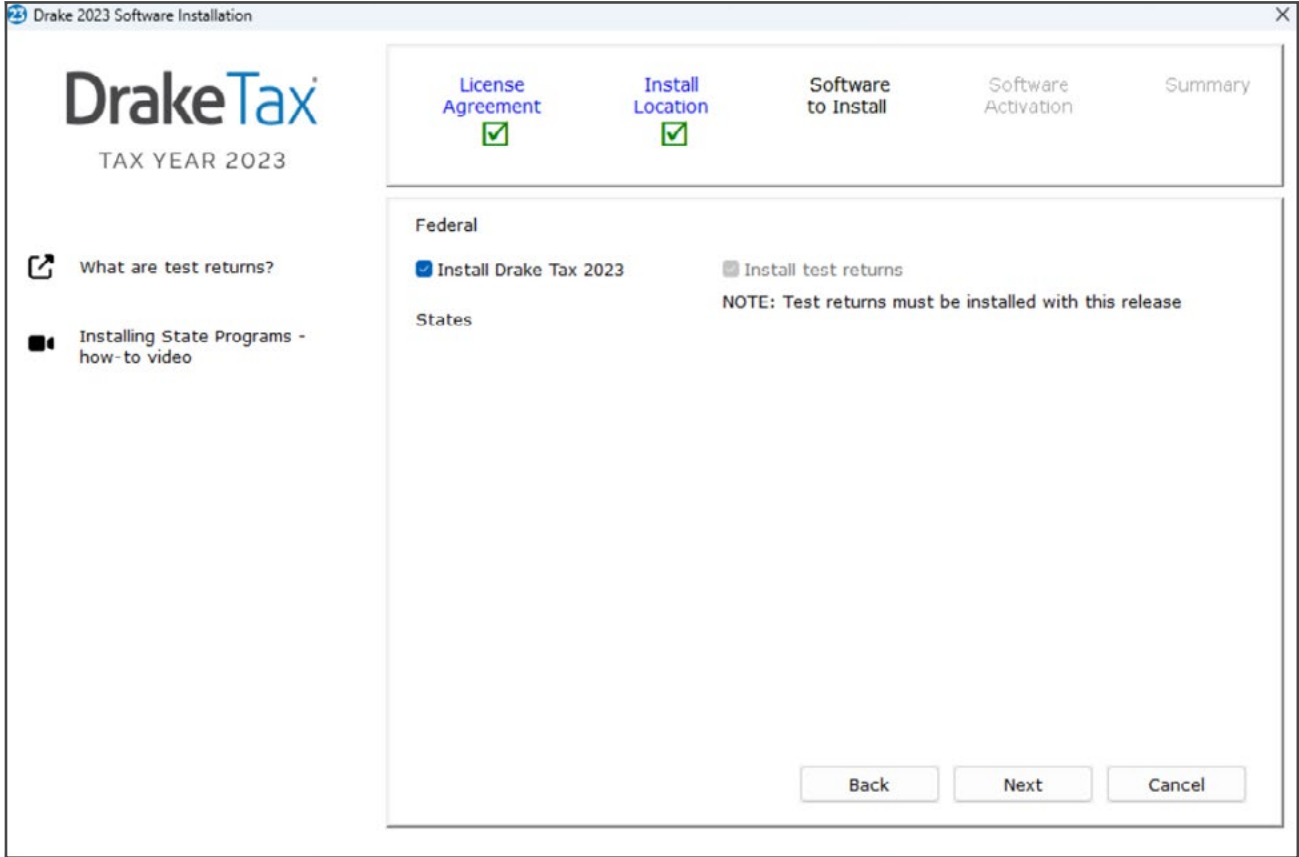 23 Drake 2023 Software Installation
DrakeTax
TAX YEAR 2023
What are test returns?
Installing State Programs -
how-to video
License
Agreement
Install
Location
Software
to Install
Software
Activation
Summary
Federal
Install Drake Tax 2023
Install test returns
NOTE: Test returns must be installed with this release
States
Back
Next
Cancel